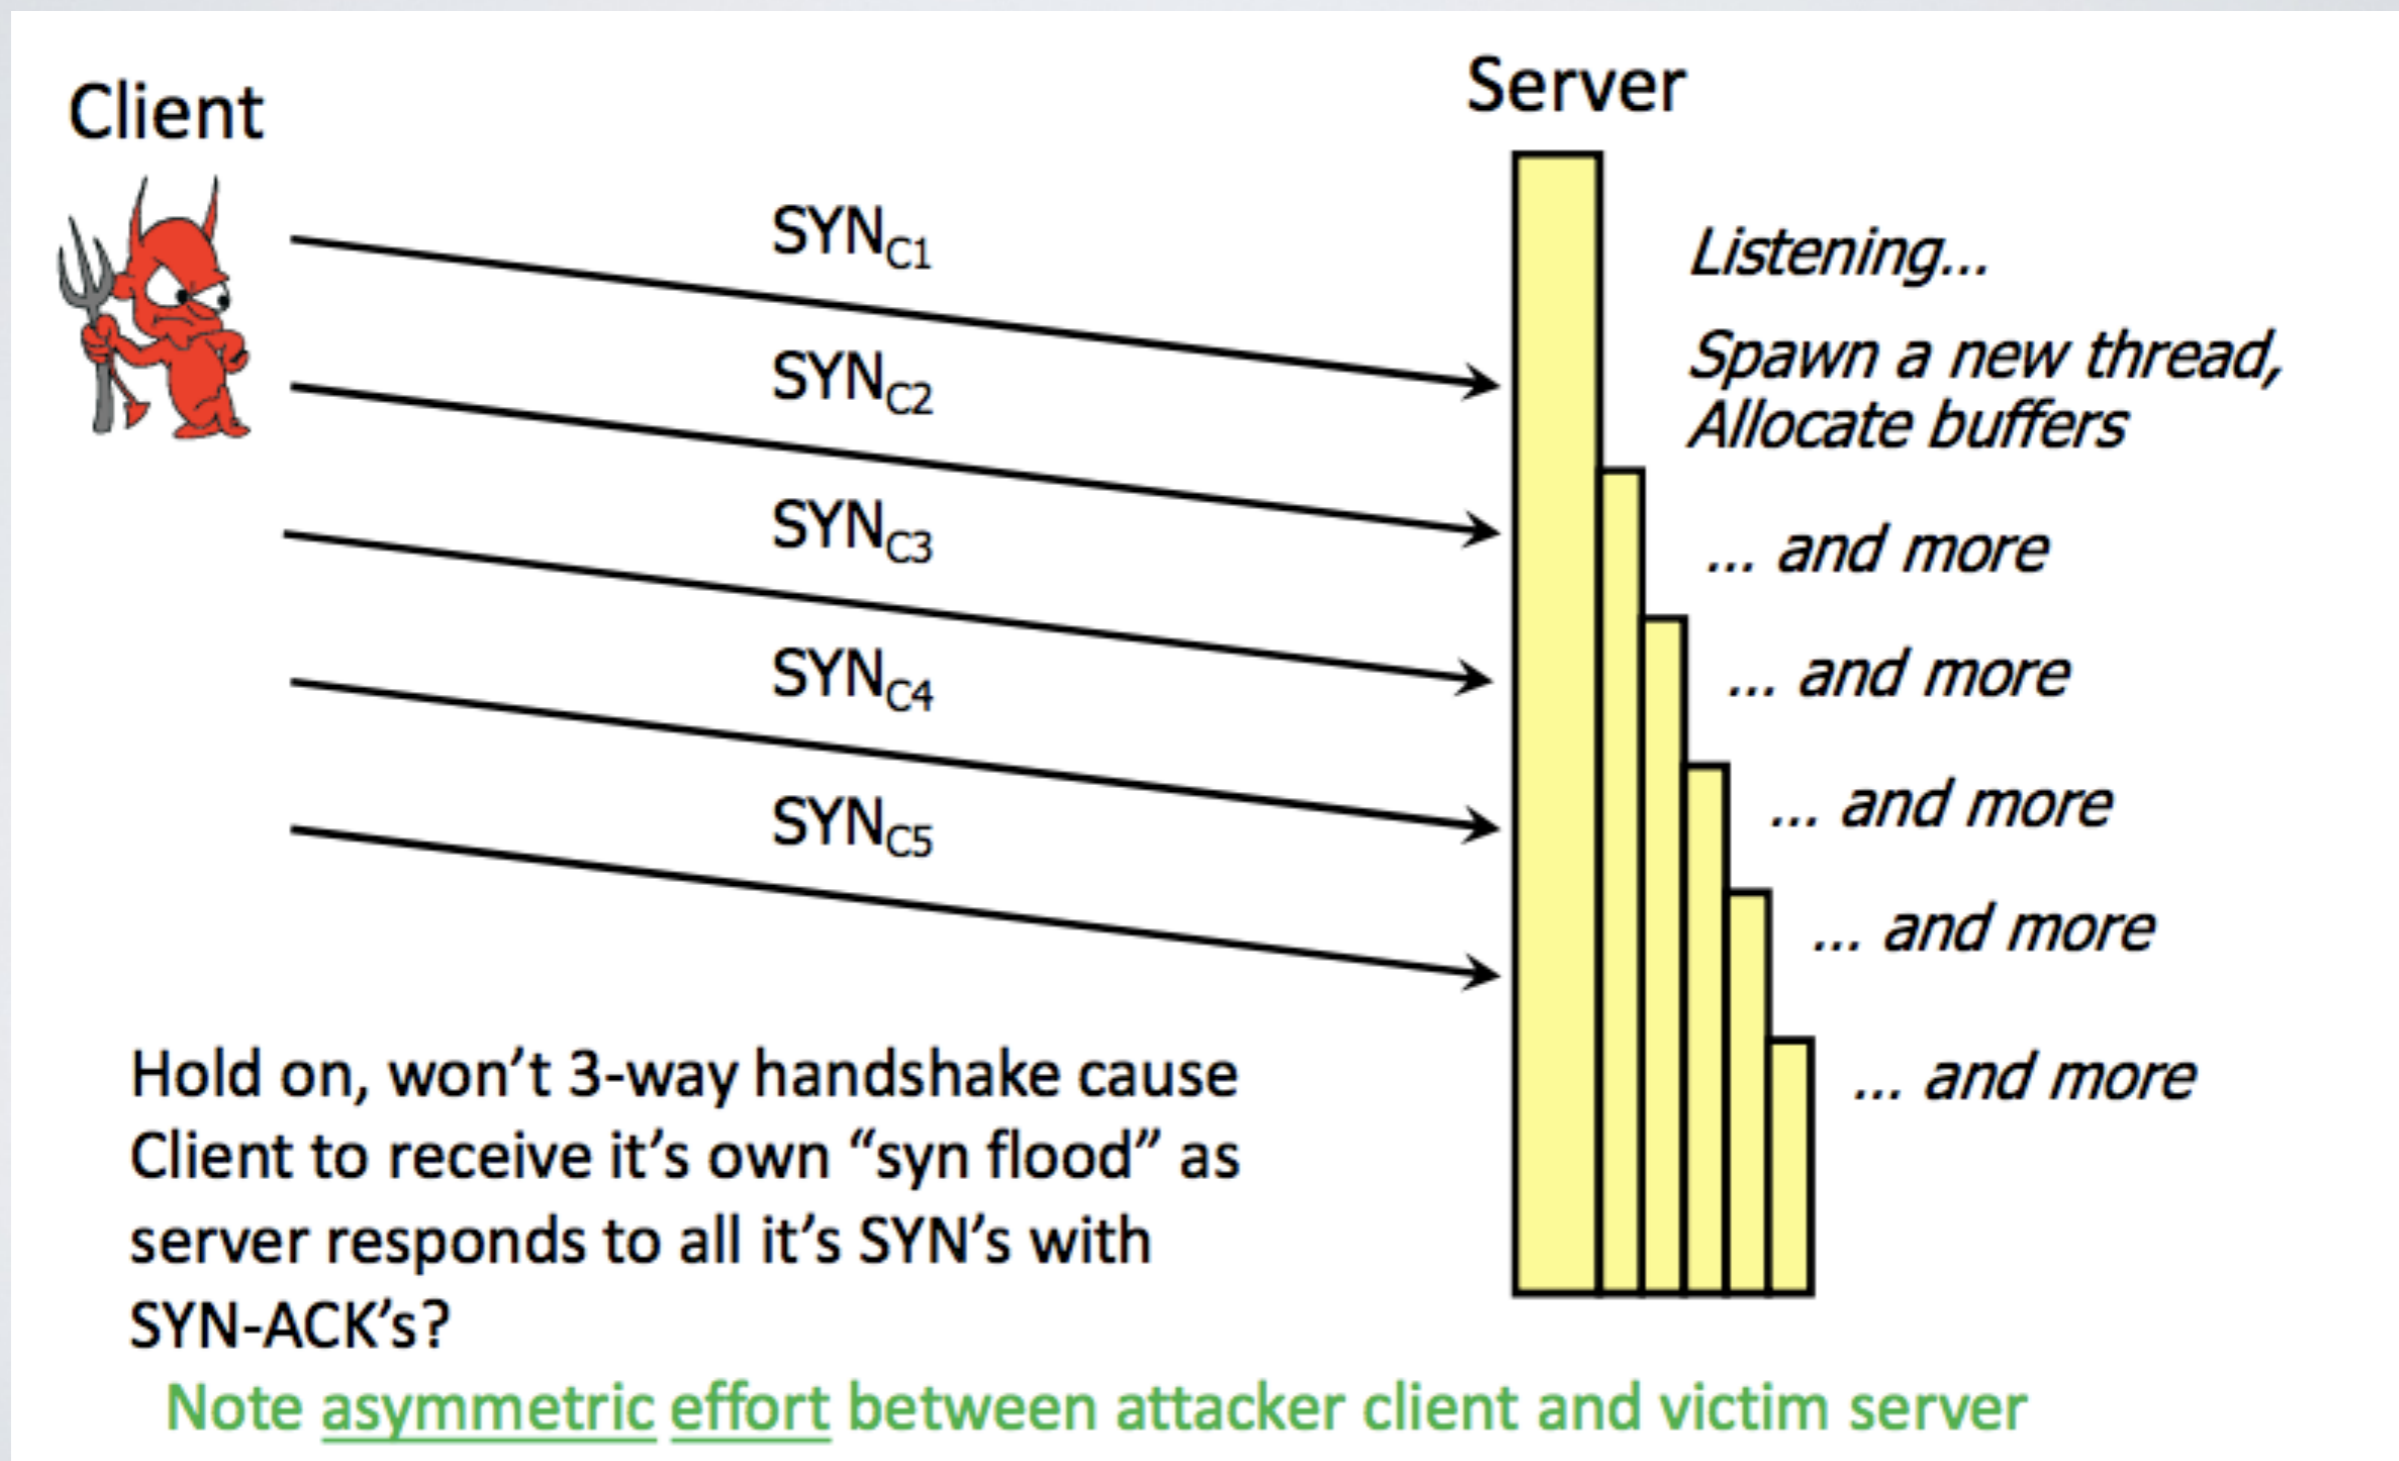 Client
Server
SYNC1
Listening...
Spawn a new thread,
Allocate buffers
SYNC2
SYNC3
... and more
SYNC4
... and more
SYNC5
... and more
... and more
... and more
Hold on, won't 3-way handshake cause
Client to receive it's own “syn flood” as
server responds to all it's SYN's with
SYN-ACK's?
Note asymmetric effort between attacker client and victim server